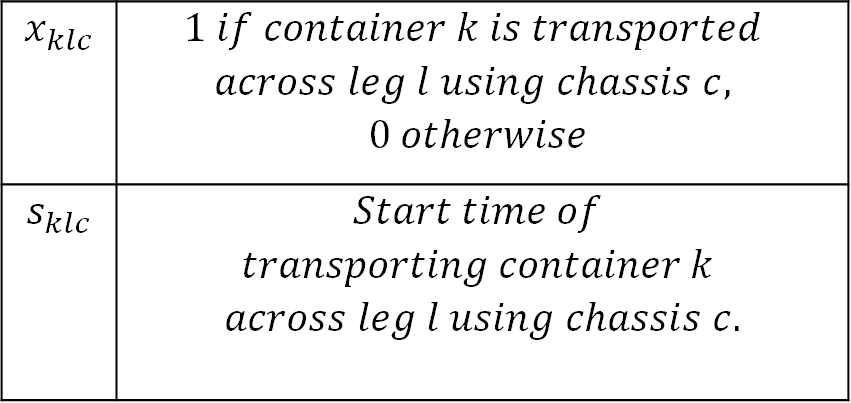 x_klc
1 if container k is transported
across leg l using chassis c,
0 otherwise
s_klc
Start time of
transporting container k
across leg l using chassis c.